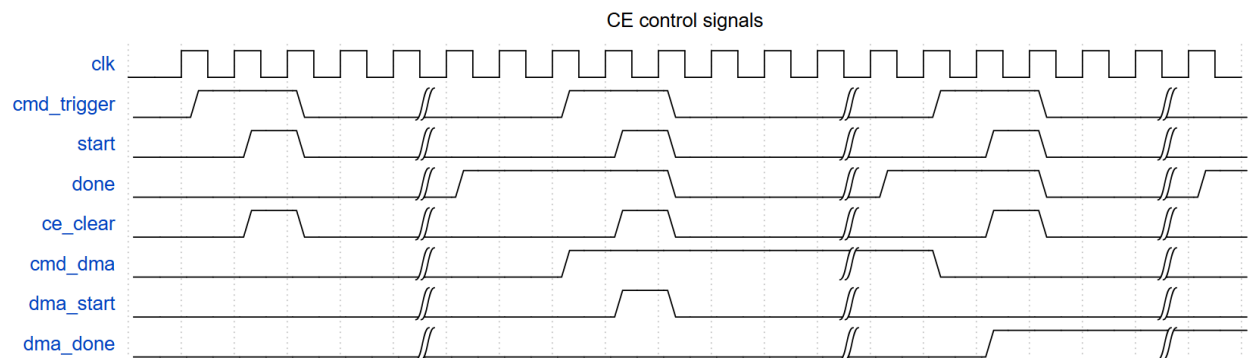 CE control signals
clk
cmd_trigger
start
done
ce_clear
cmd_dma
dma_start
dma_done